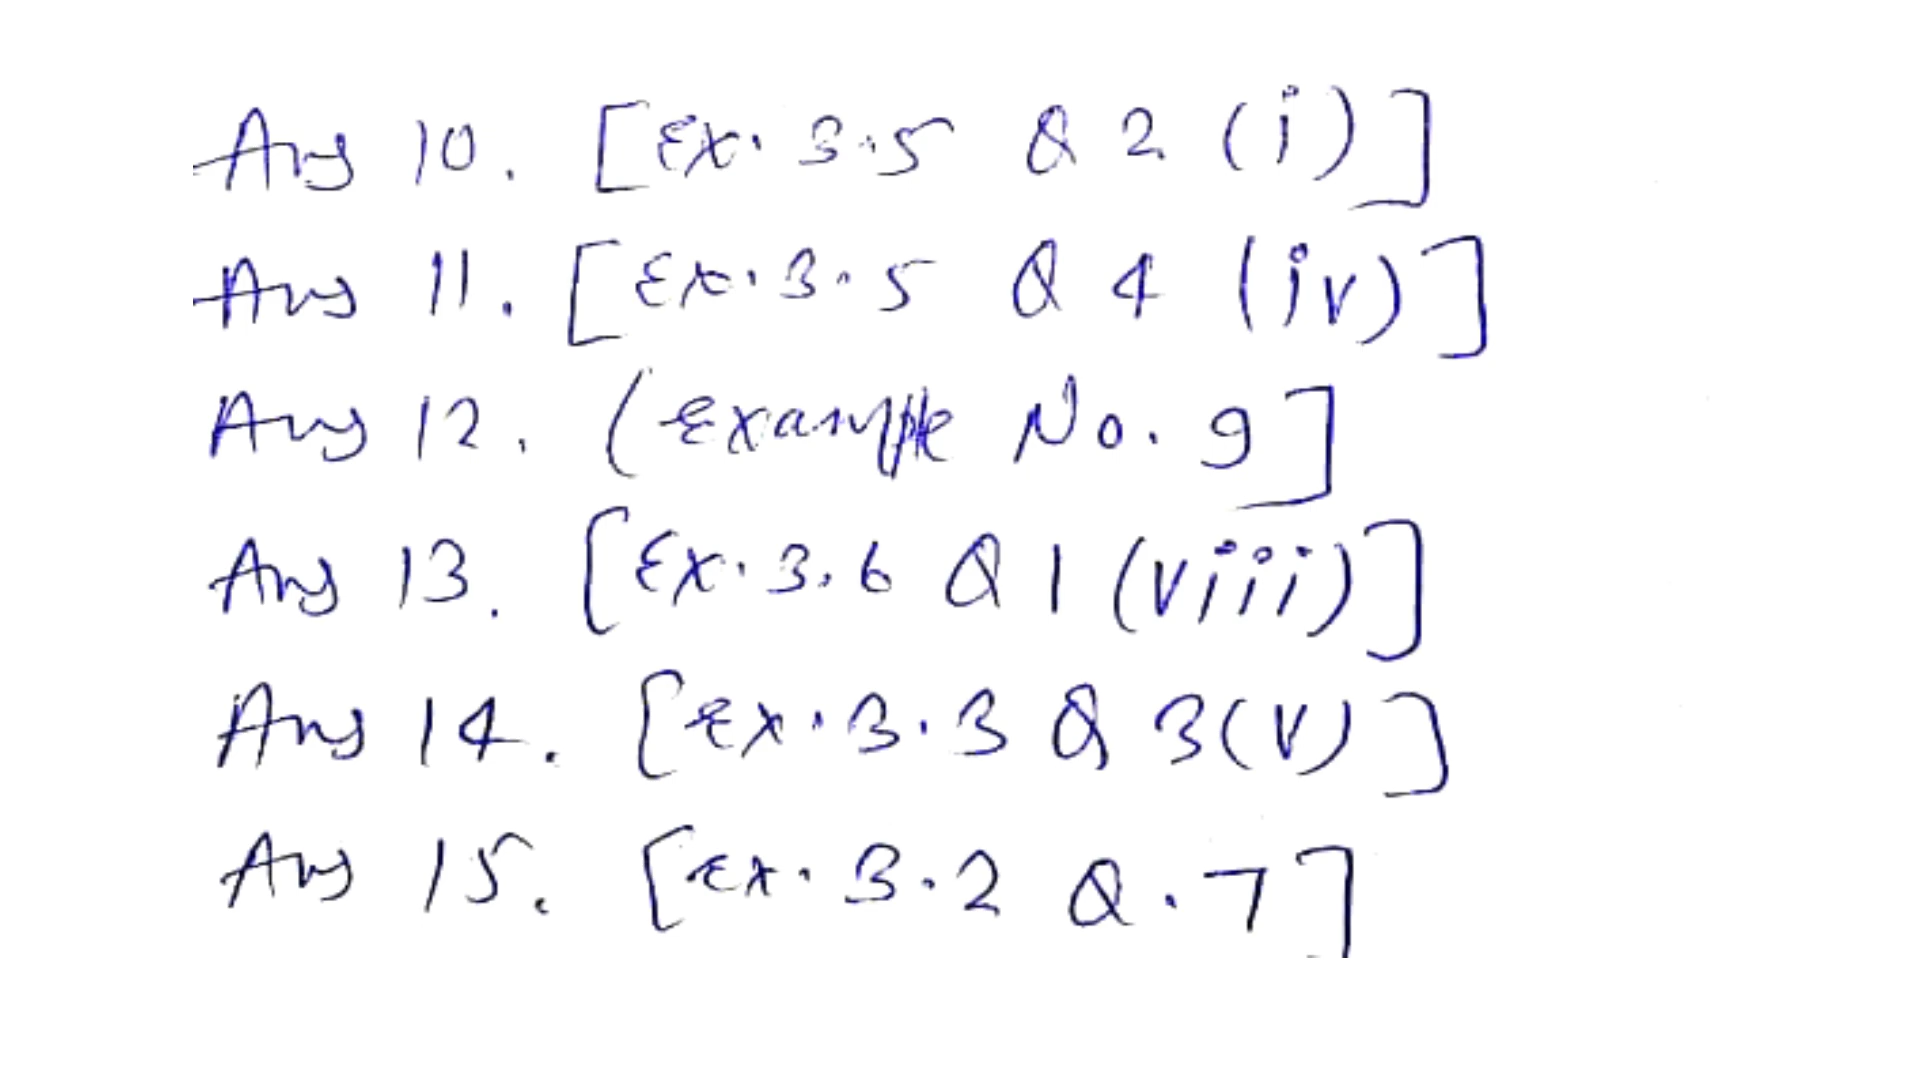 Ans 10. [Ex. 3.5 Q 2 (i)]
Ans 11. [Ex. 3.5 Q 4 (iv)]
Ans 12. (Example No. 9]
Ans 13. [Ex. 3.6 Q 1 (viii)]
Ans 14. [Ex. 3.3 Q 3(v)]
Ans 15. [Ex. 3.2 Q. 7]